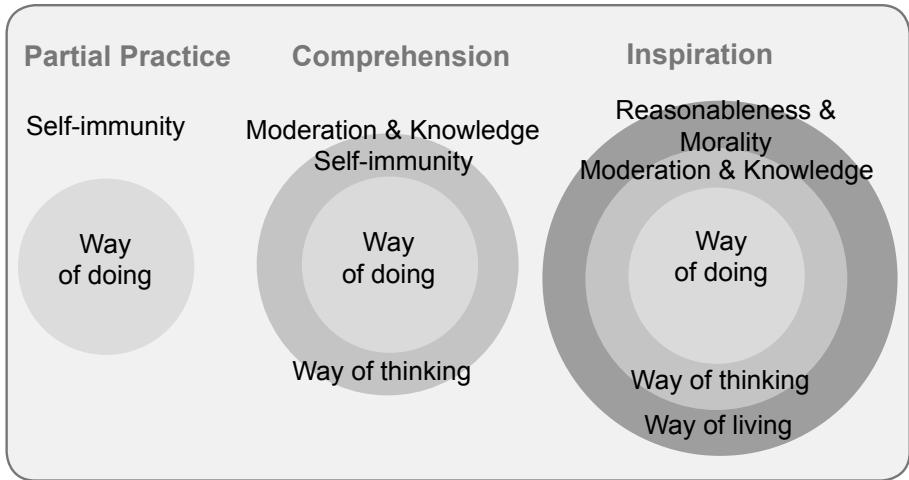 Partial Practice
Comprehension
Inspiration
Self-immunity
Way
of doing
Moderation & Knowledge
Self-immunity
Way
of doing
Way of thinking
Reasonableness &
Morality
Moderation & Knowledge
Way
of doing
Way of thinking
Way of living